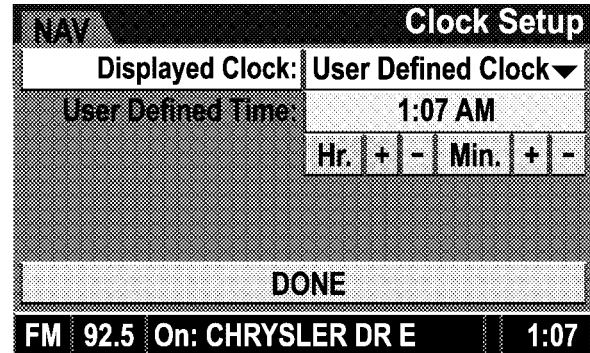 NAV Clock Setup
Displayed Clock: User Defined Clock
User Defined Time: 1:07 AM
Hr. + - Min. + -
DONE
FM 92.5 On: CHRYSLER DR E 1:07